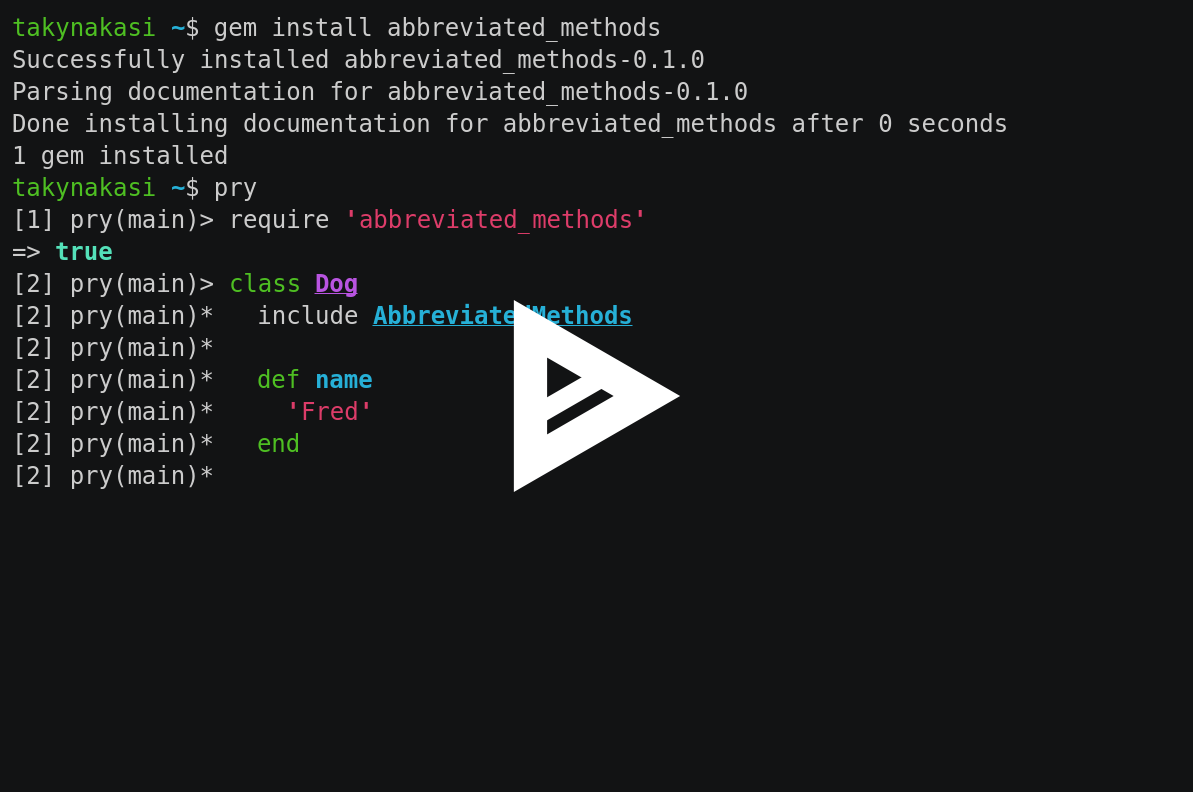 takynakasi ~$ gem install abbreviated_methods
Successfully installed abbreviated_methods-0.1.0
Parsing documentation for abbreviated_methods-0.1.0
Done installing documentation for abbreviated_methods after 0 seconds
1 gem installed
takynakasi ~$ pry
[1] pry(main)> require 'abbreviated_methods'
=> true
[2] pry(main)> class Dog
[2] pry(main)*   include AbbreviatedMethods
[2] pry(main)*
[2] pry(main)*   def name
[2] pry(main)*     'Fred'
[2] pry(main)*   end
[2] pry(main)*